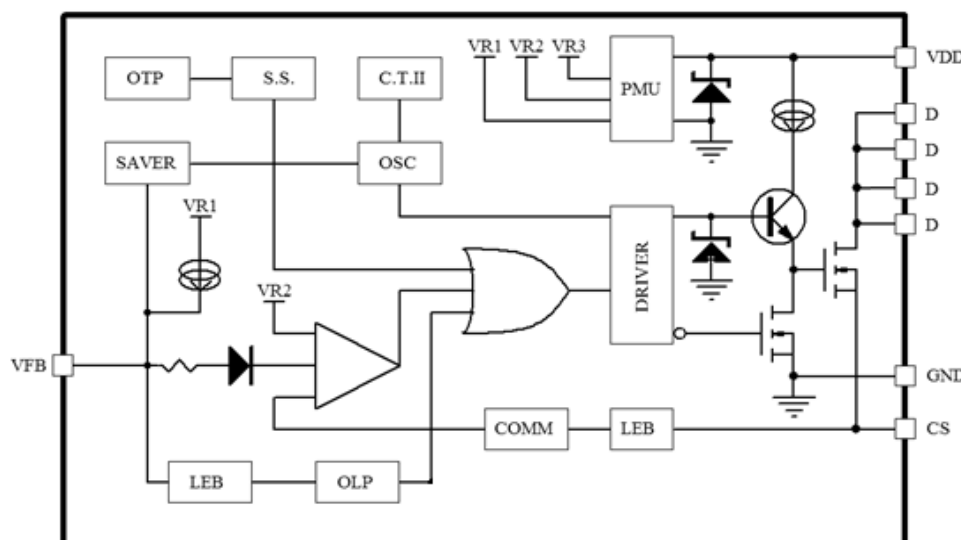 VR1 VR2 VR3
OTP
S.S.
C.T.II
PMU
VDD
D
SAVER
OSC
D
D
VR1
D
DRIVER
VR2
VFB
GND
COMM
LEB
CS
LEB
OLP